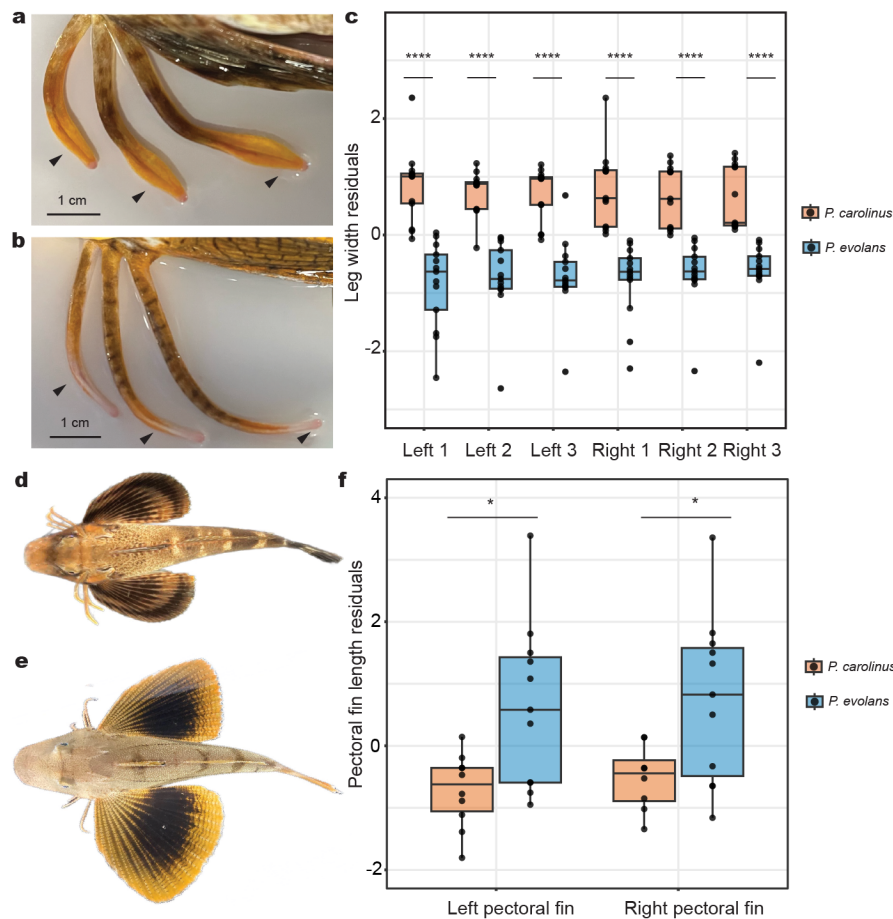 a
1 cm
b
1 cm
c
Leg width residuals
2
0
-2
**** **** **** **** **** ****
Left 1 Left 2 Left 3 Right 1 Right 2 Right 3
P. carolinus
P. evolans
d
e
f
Pectoral fin length residuals
4
2
0
-2
* *
Left pectoral fin Right pectoral fin
P. carolinus
P. evolans